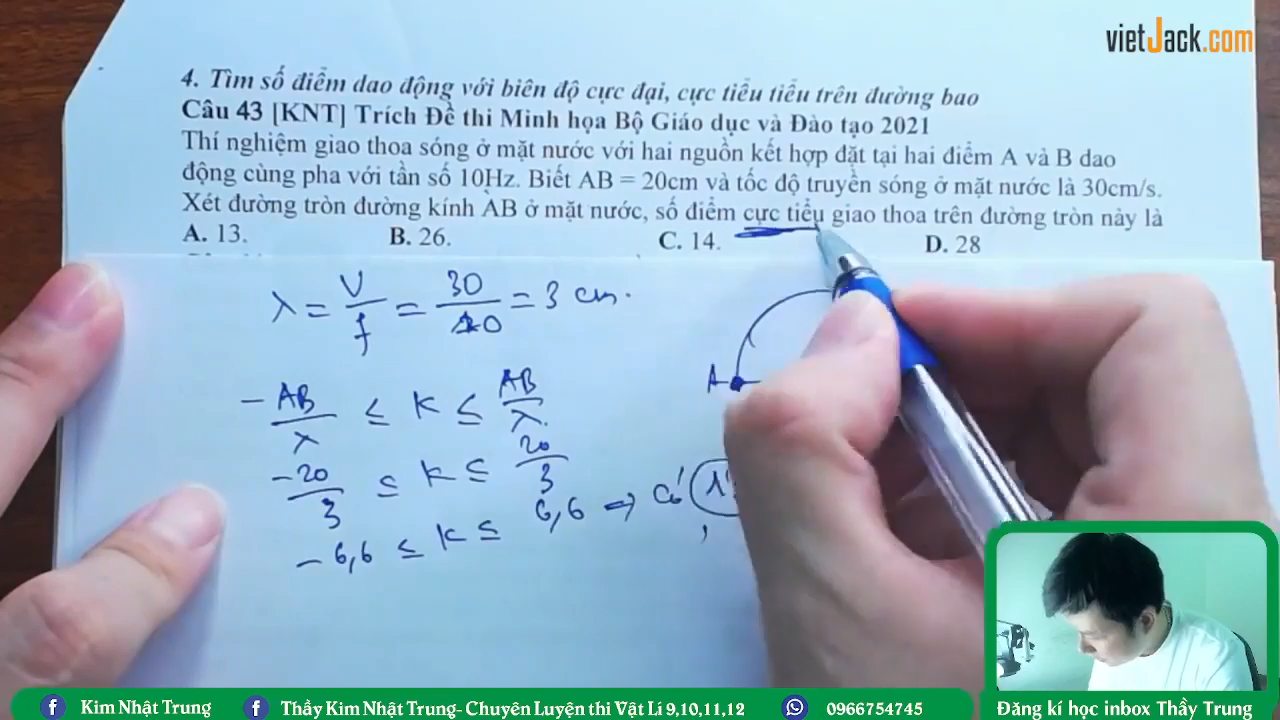 vietJack.com
4. Tìm số điểm dao động với biên độ cực đại, cực tiểu tiểu trên đường bao
Câu 43 [KNT] Trích Đề thi Minh họa Bộ Giáo dục và Đào tạo 2021
Thí nghiệm giao thoa sóng ở mặt nước với hai nguồn kết hợp đặt tại hai điểm A và B dao
động cùng pha với tần số 10Hz. Biết AB = 20cm và tốc độ truyền sóng ở mặt nước là 30cm/s.
Xét đường tròn đường kính AB ở mặt nước, số điểm cực tiểu giao thoa trên đường tròn này là
A. 13. B. 26. C. 14. D. 28
λ = V/f = 30/10 = 3 cm.
A
-AB/λ ≤ K ≤ AB/λ.
-20/3 ≤ K ≤ 20/3
-6,6 ≤ K ≤ 6,6 => Có
Kim Nhật Trung
Thầy Kim Nhật Trung- Chuyên Luyện thi Vật Lí 9,10,11,12
0966754745
Đăng kí học inbox Thầy Trung